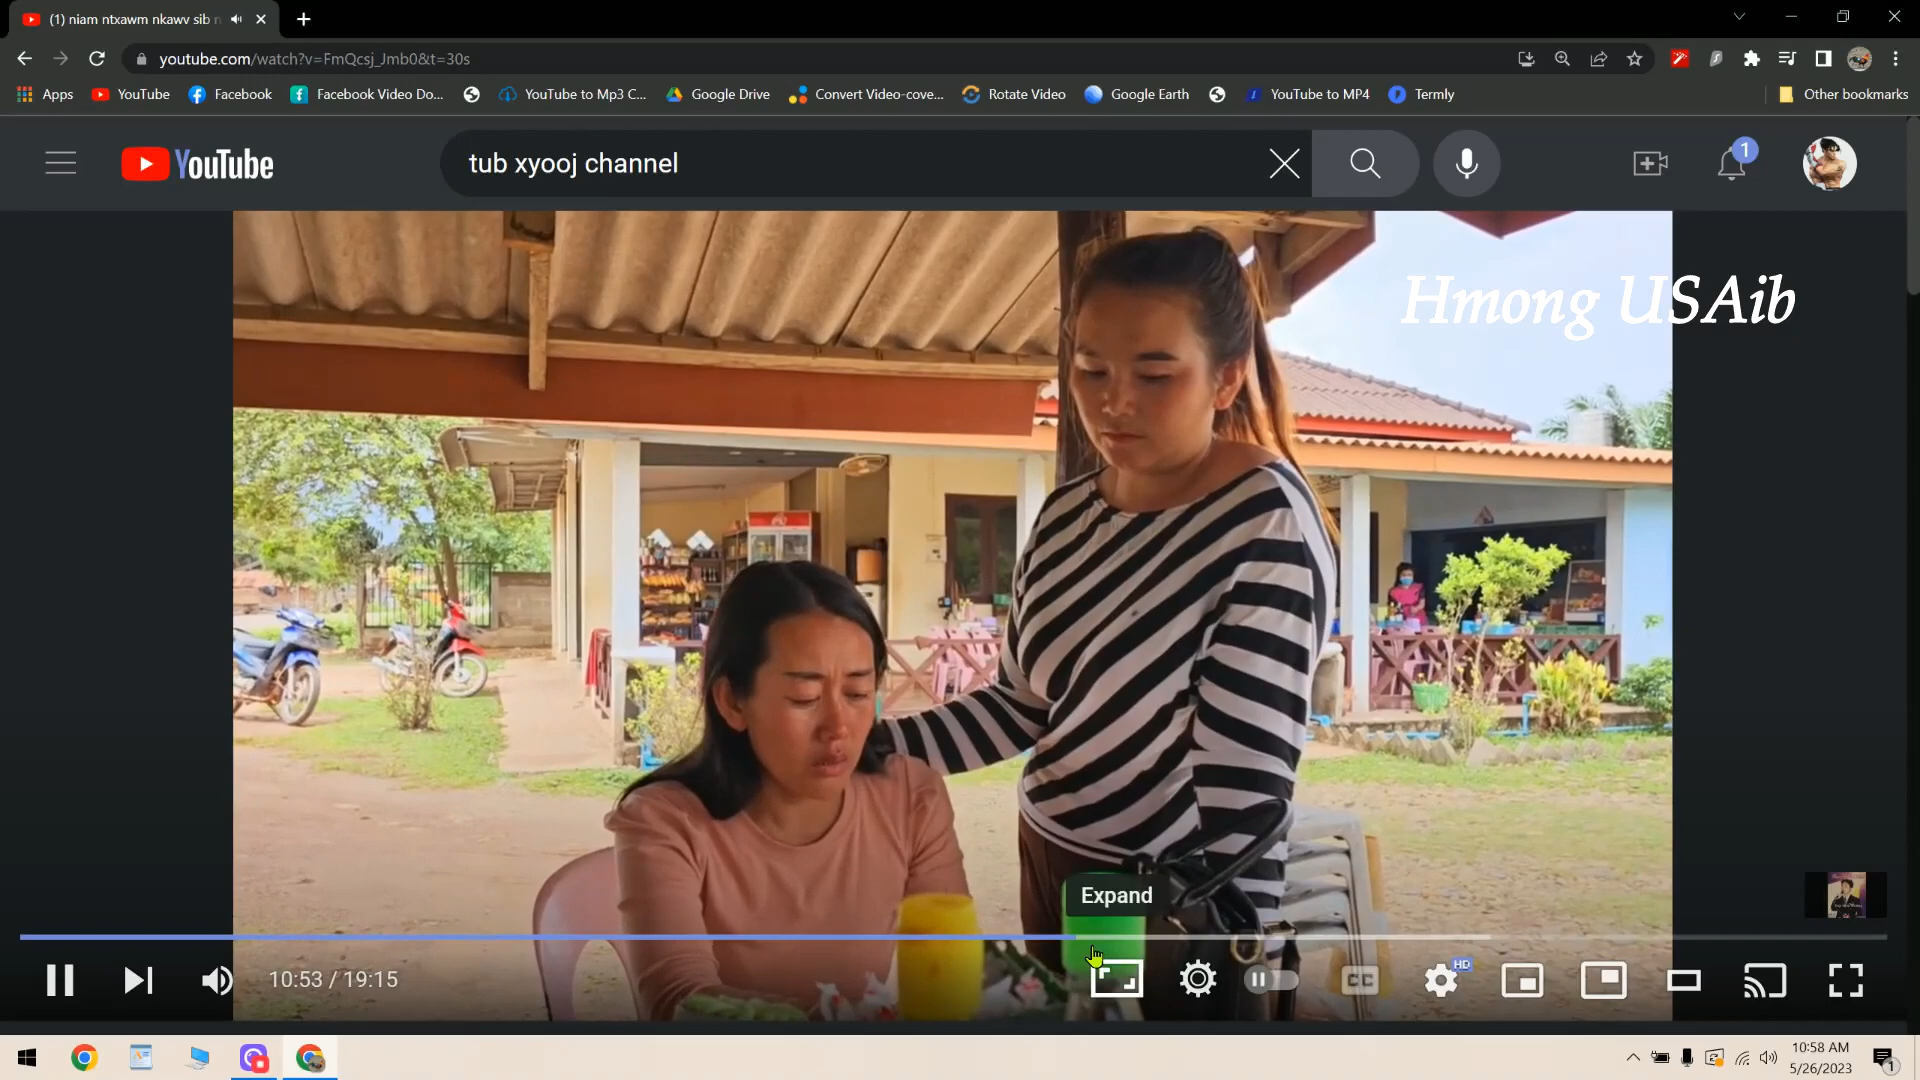 (1) niam ntxawm nkawv sib n
youtube.com/watch?v=FmQcsj_Jmb0&t=30s
Apps
YouTube
Facebook
Facebook Video Do...
YouTube to Mp3 C...
Google Drive
Convert Video-cove...
Rotate Video
Google Earth
YouTube to MP4
Termly
Other bookmarks
YouTube
tub xyooj channel
1
Hmong USAib
Expand
10:53 / 19:15
CC
HD
10:58 AM
5/26/2023
1